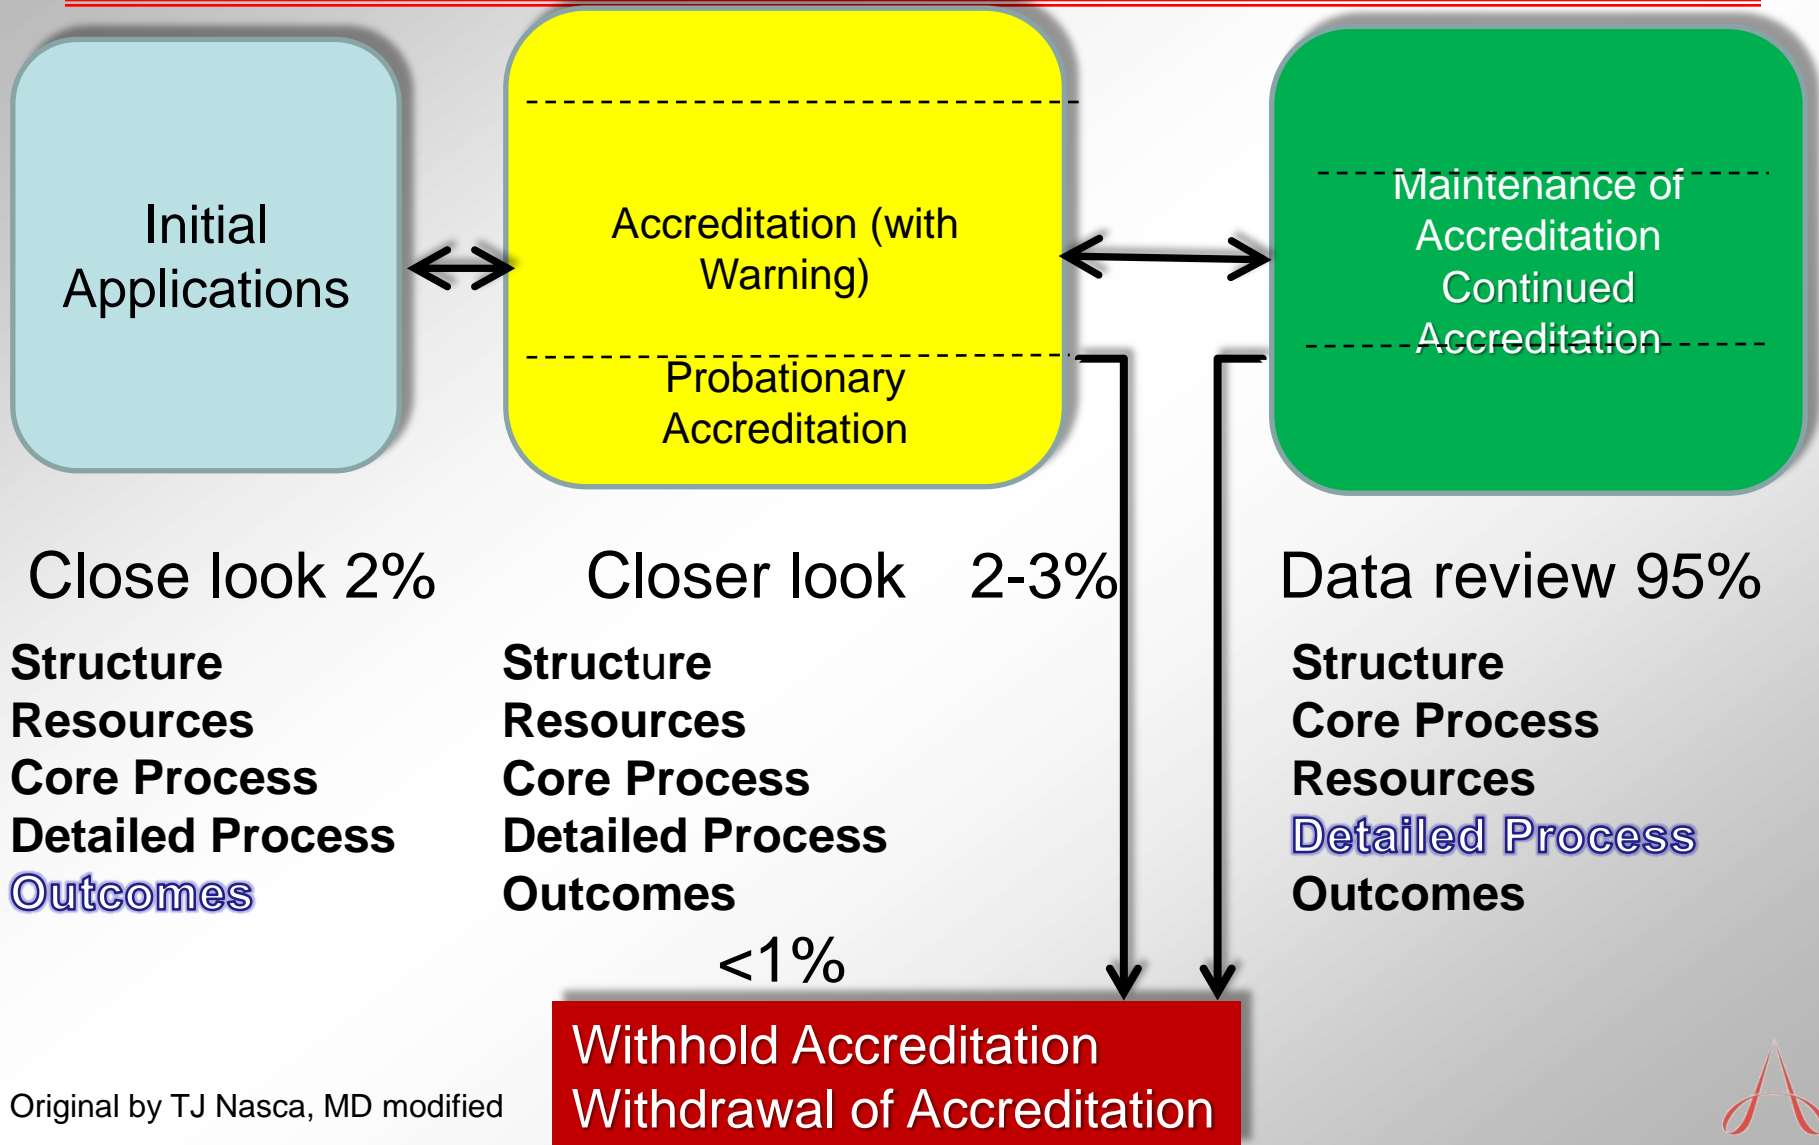 Initial
Applications
Accreditation (with
Warning)
Probationary
Accreditation
Maintenance of
Accreditation
Continued
Accreditation
Close look 2%
Closer look 2-3%
Data review 95%
Structure
Resources
Core Process
Detailed Process
Outcomes
Structure
Resources
Core Process
Detailed Process
Outcomes
Structure
Core Process
Resources
Detailed Process
Outcomes
<1%
Withhold Accreditation
Withdrawal of Accreditation
Original by TJ Nasca, MD modified